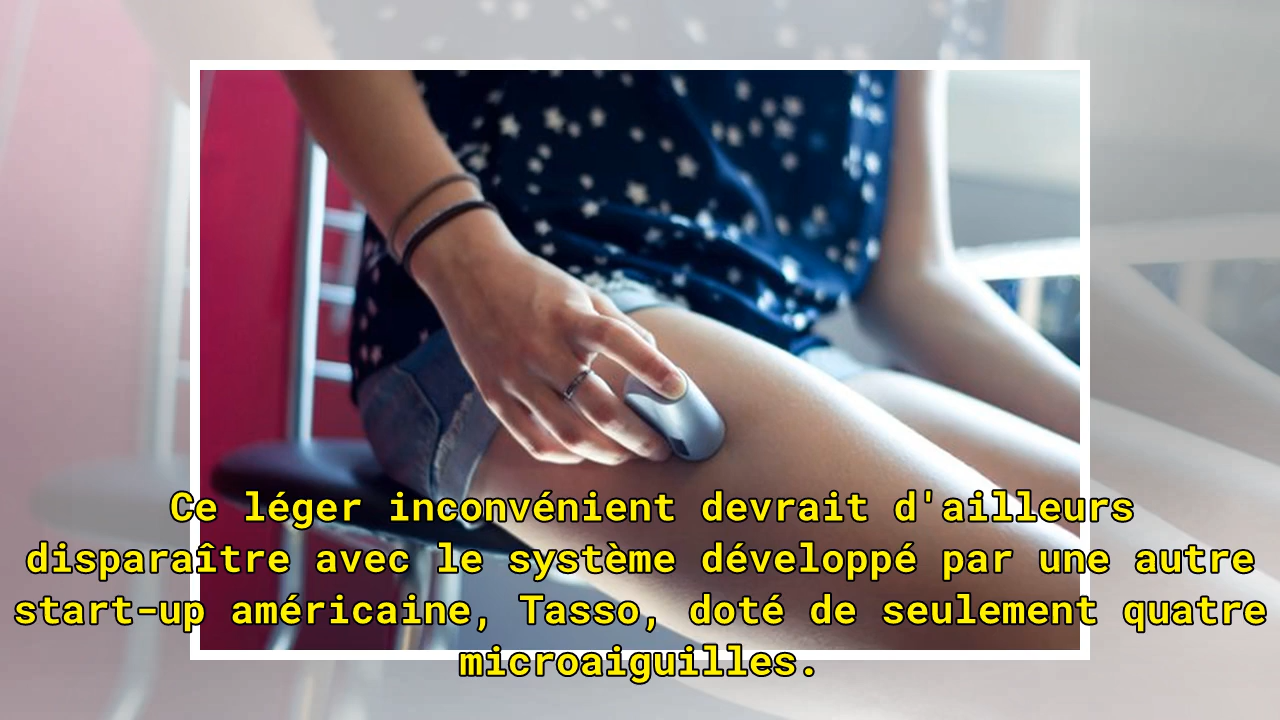 Ce léger inconvénient devrait d'ailleurs
disparaître avec le système développé par une autre
start-up américaine, Tasso, doté de seulement quatre
microaiguilles.